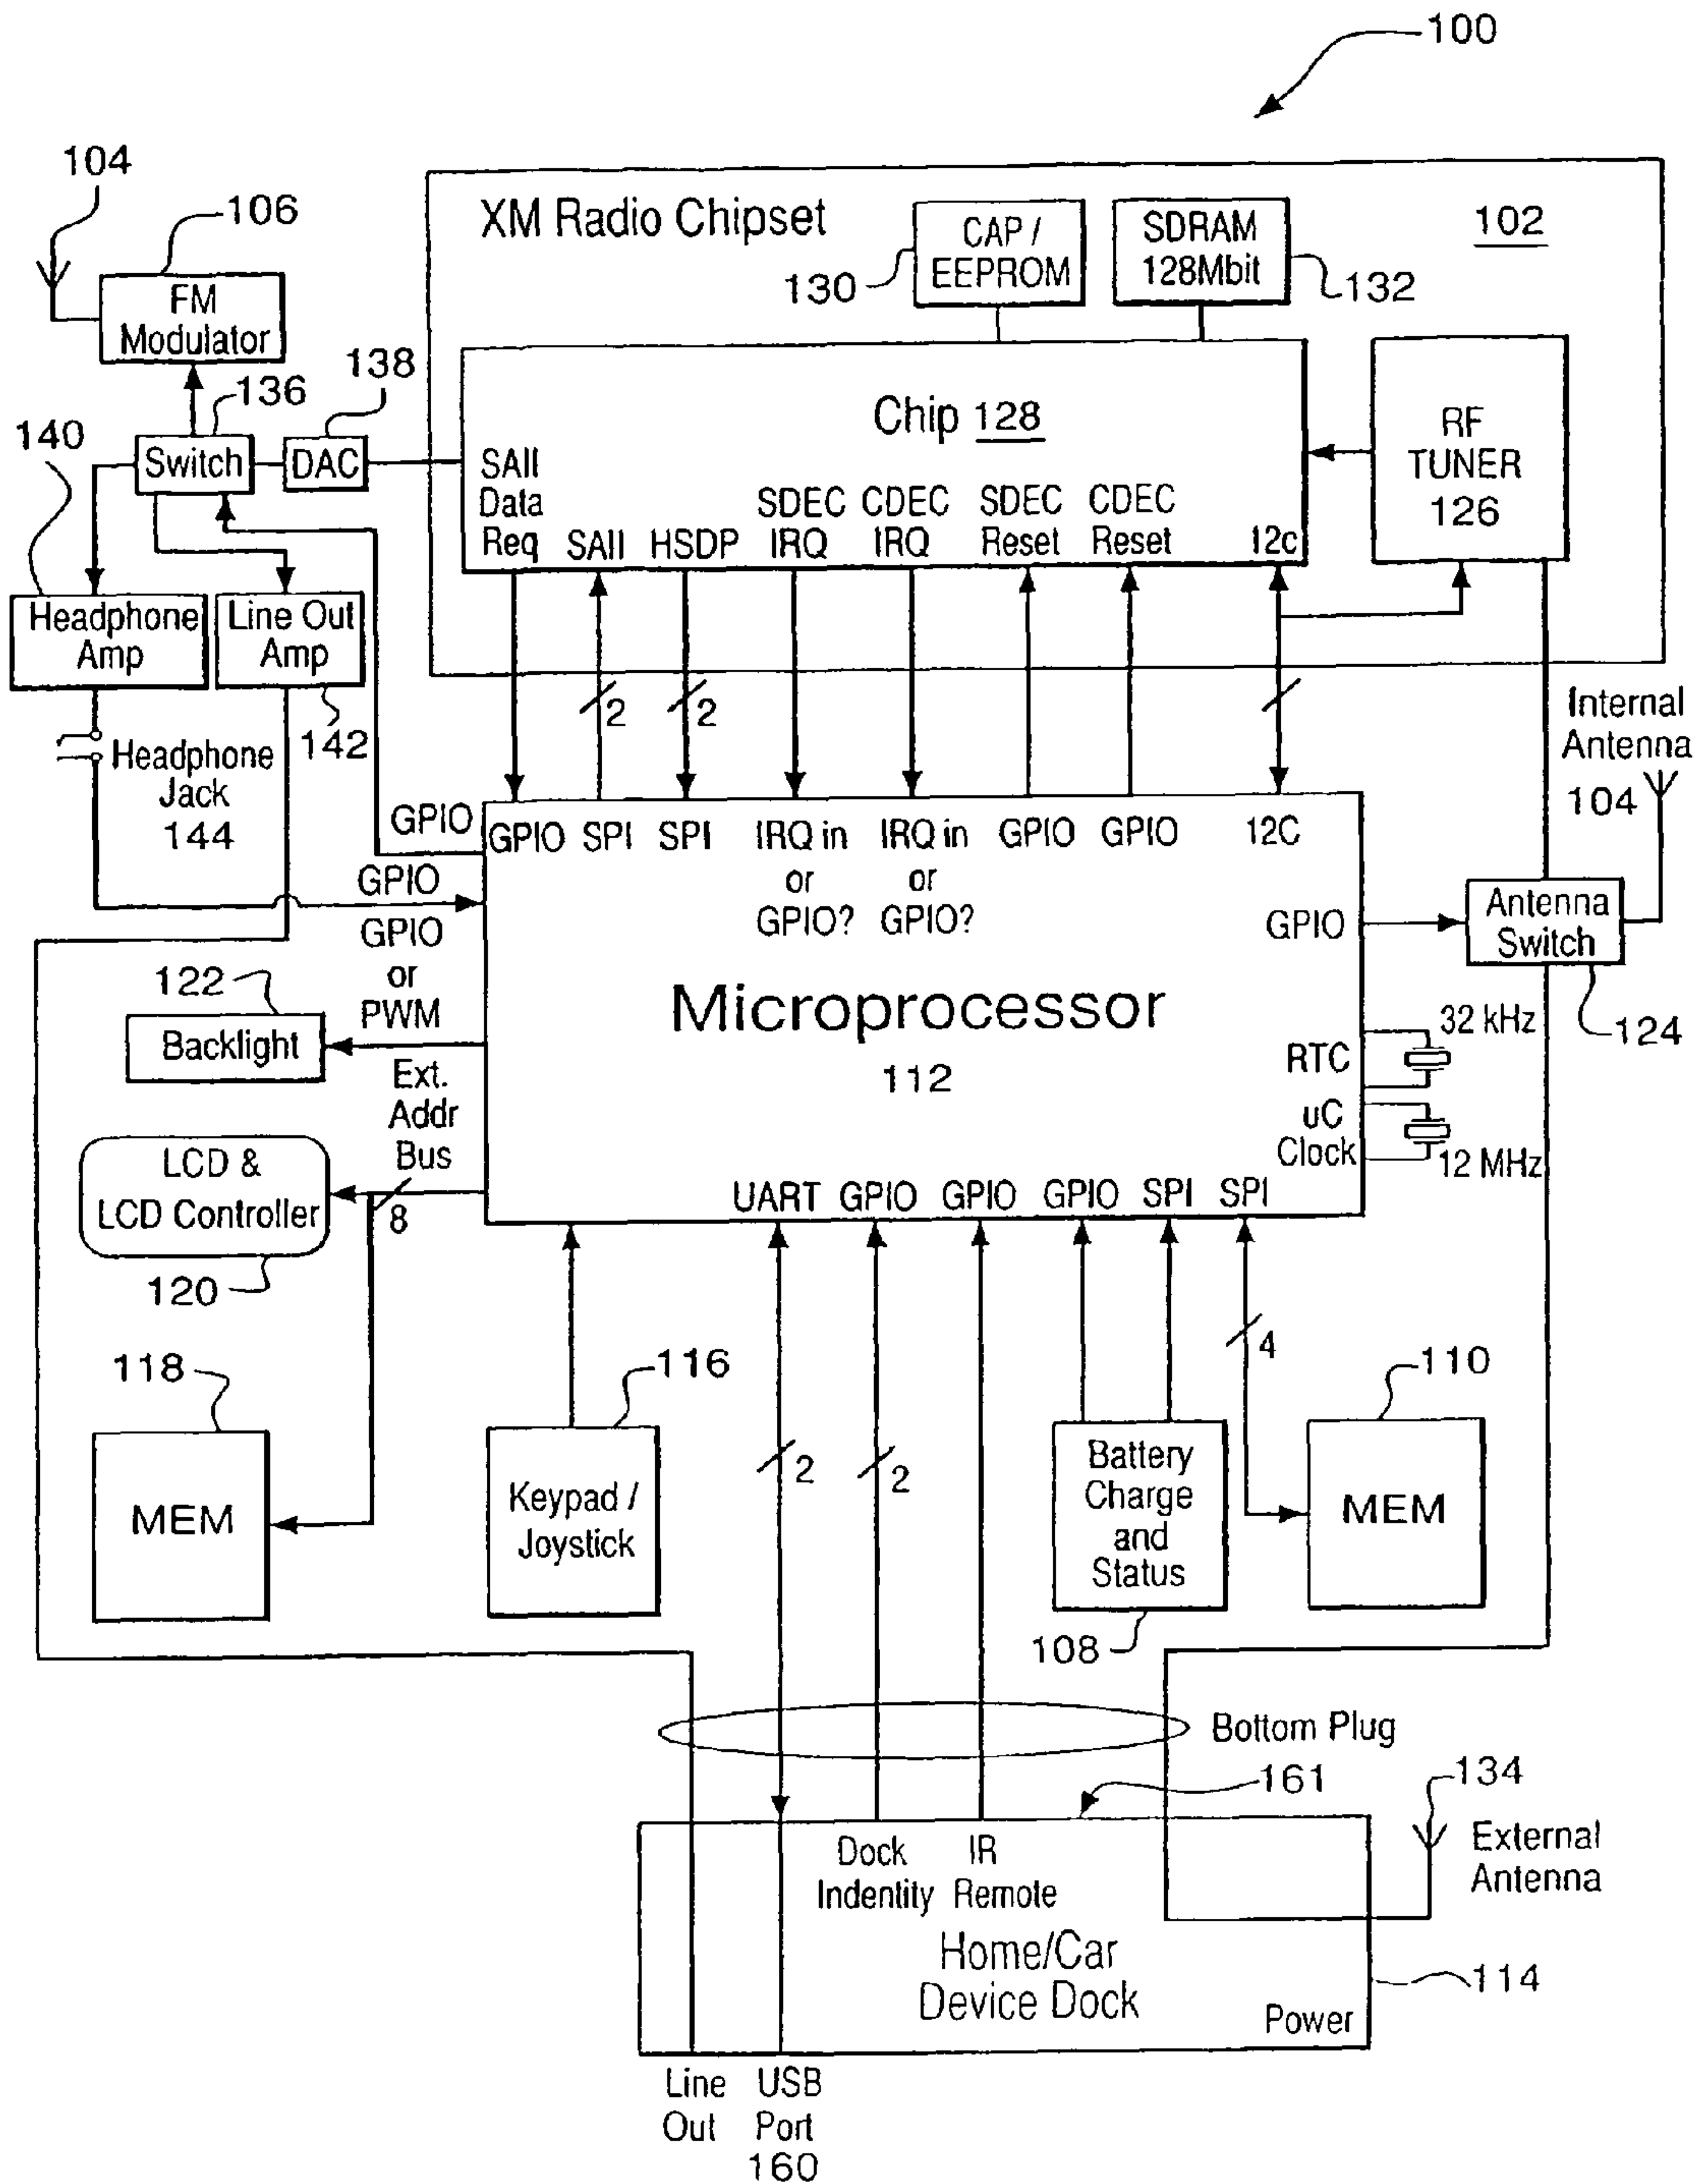 100
104
106
FM
Modulator
136
138
140
Switch
DAC
Headphone
Amp
Line Out
Amp
142
Headphone
Jack
144
XM Radio Chipset
102
CAP /
EEPROM
130
SDRAM
128Mbit
132
Chip 128
RF
TUNER
126
SAII
Data
Req
SAII
HSDP
SDEC
IRQ
CDEC
IRQ
SDEC
Reset
CDEC
Reset
12c
2
2
Internal
Antenna
104
GPIO
GPIO
GPIO
or
PWM
GPIO
SPI
SPI
IRQ in
or
GPIO?
IRQ in
or
GPIO?
GPIO
GPIO
12C
GPIO
Antenna
Switch
124
Microprocessor
112
RTC
32 kHz
uC
Clock
12 MHz
122
Backlight
Ext.
Addr
Bus
8
LCD &
LCD Controller
120
UART
GPIO
GPIO
GPIO
SPI
SPI
118
MEM
116
Keypad /
Joystick
2
2
4
Battery
Charge
and
Status
108
110
MEM
Bottom Plug
161
134
External
Antenna
Dock
Indentity
IR
Remote
Home/Car
Device Dock
Power
114
Line
Out
USB
Port
160